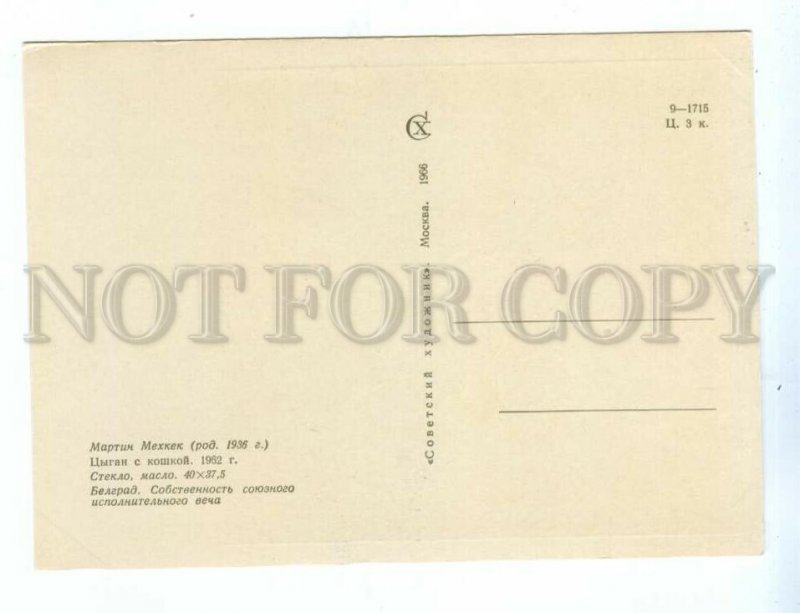 9—1715
Ц. 3 к.
СХ
«Советский художник». Москва. 1966
NOT FOR COPY
Мартин Мехкек (род. 1936 г.)
Цыган с кошкой. 1962 г.
Стекло, масло. 40×37,5
Белград. Собственность союзного
исполнительного веча